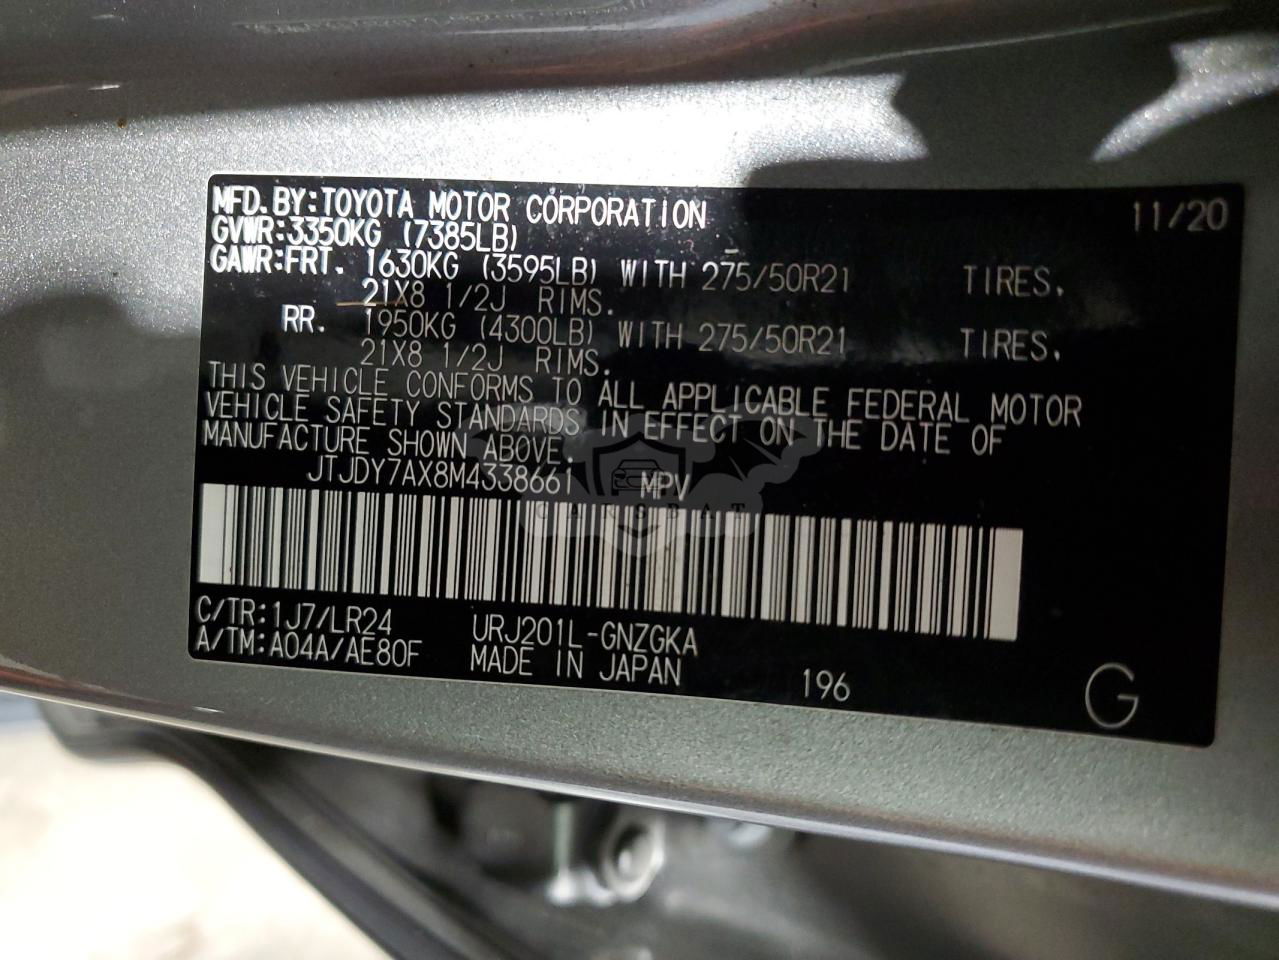 MFD.BY:TOYOTA MOTOR CORPORATION 11/20
GVWR:3350KG (7385LB)
GAWR:FRT. 1630KG (3595LB) WITH 275/50R21 TIRES,
21X8 1/2J RIMS.
RR. 1950KG (4300LB) WITH 275/50R21 TIRES,
21X8 1/2J RIMS.
THIS VEHICLE CONFORMS TO ALL APPLICABLE FEDERAL MOTOR
VEHICLE SAFETY STANDARDS IN EFFECT ON THE DATE OF
MANUFACTURE SHOWN ABOVE.
JTJDY7AX8M4338661 MPV
CARSBAT
C/TR:1J7/LR24 URJ201L-GNZGKA
A/TM:A04A/AE80F MADE IN JAPAN 196 G